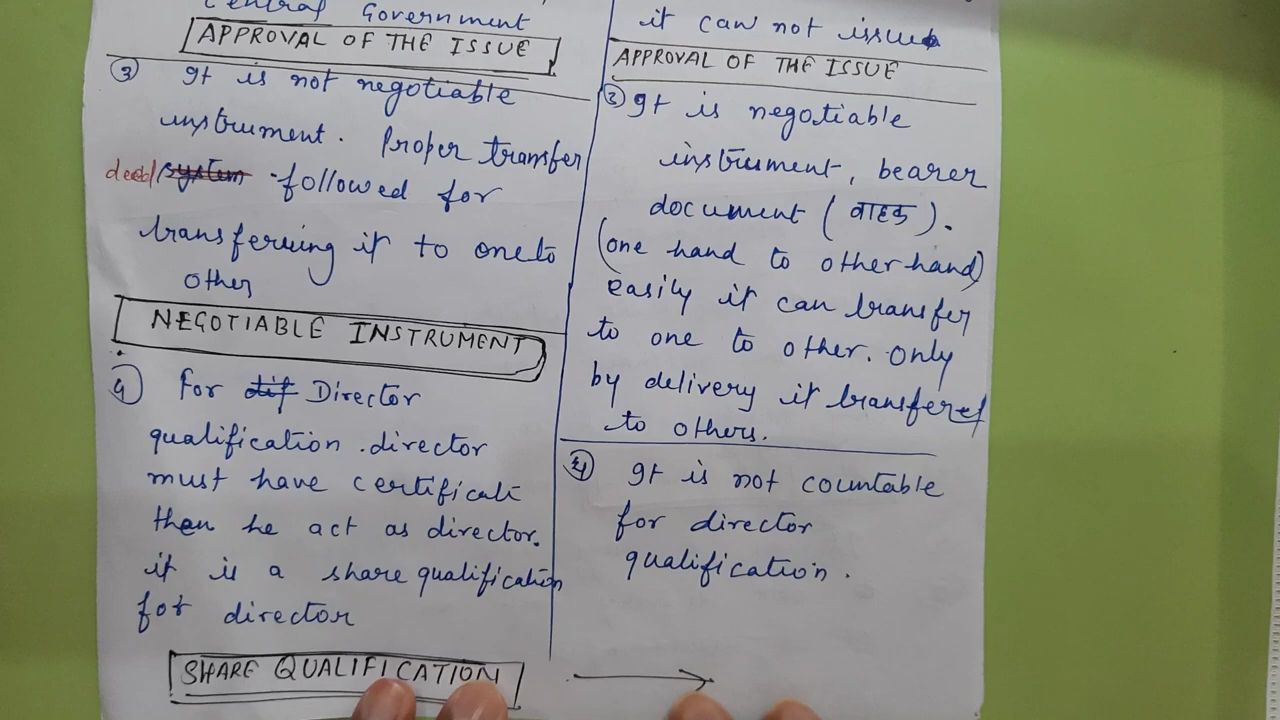 Central Government
APPROVAL OF THE ISSUE
③ It is not negotiable
instrument. Proper transfer
deed/system followed for
transferring it to one to
other
NEGOTIABLE INSTRUMENT
④ For dif Director
qualification. director
must have certificate
then he act as director.
it is a share qualification
for director
SHARE QUALIFICATION
it can not issue
APPROVAL OF THE ISSUE
③ It is negotiable
instrument, bearer
document (वाहक).
(one hand to other hand)
easily it can transfer
to one to other. only
by delivery it transferef
to others.
④ It is not countable
for director
qualification.